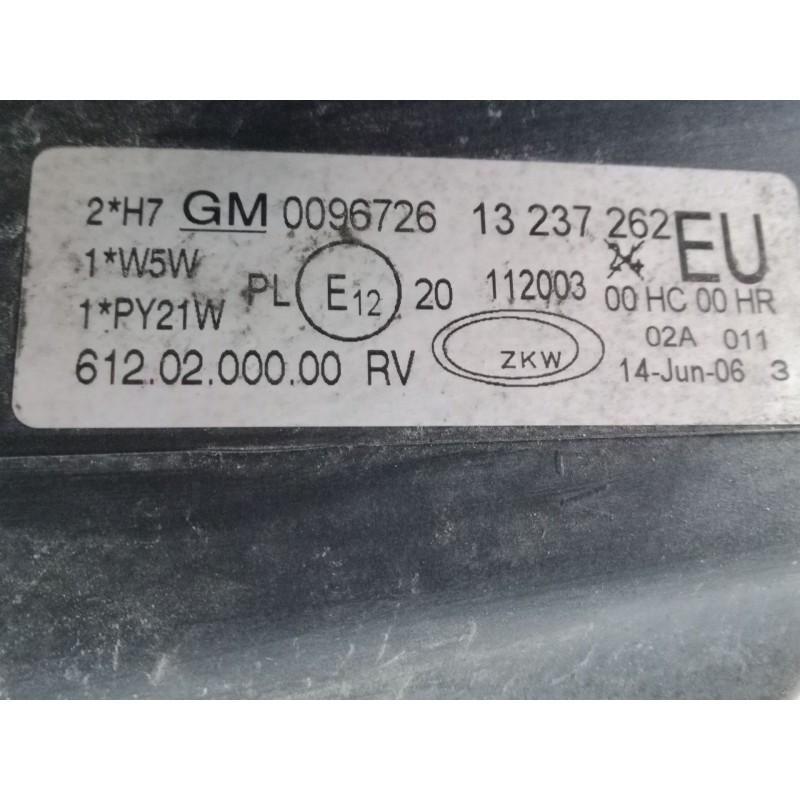 2*H7 GM 0096726 13 237 262 EU
1*W5W
1*PY21W
PL E12 20 112003 24
00 HC 00 HR
02A 011
612.02.000.00 RV ZKW 14-Jun-06 3